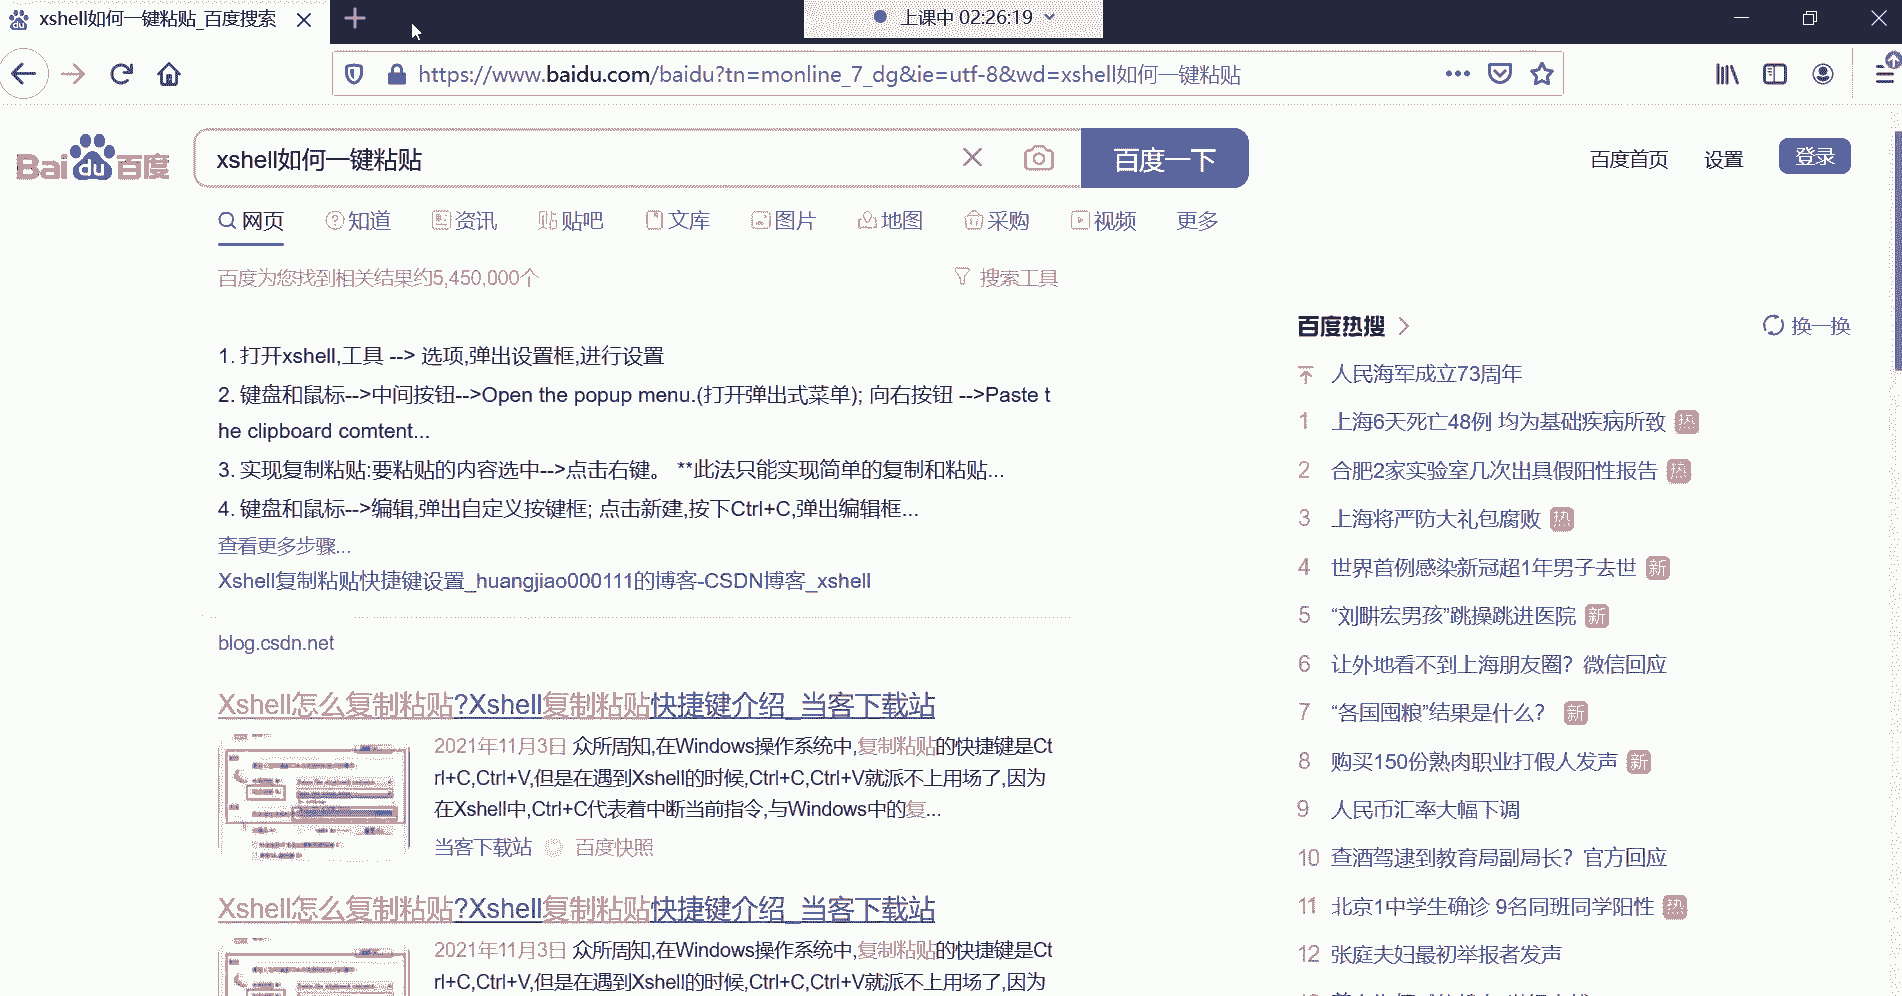 xshell如何一键粘贴_百度搜索
上课中 02:26:19
https://www.baidu.com/baidu?tn=monline_7_dg&ie=utf-8&wd=xshell如何一键粘贴
Bai du 百度
xshell如何一键粘贴
百度一下
百度首页
设置
登录
网页
知道
资讯
贴吧
文库
图片
地图
采购
视频
更多
百度为您找到相关结果约5,450,000个
搜索工具
1. 打开xshell,工具 --> 选项,弹出设置框,进行设置
2. 键盘和鼠标-->中间按钮-->Open the popup menu.(打开弹出式菜单); 向右按钮 -->Paste t
he clipboard comtent...
3. 实现复制粘贴:要粘贴的内容选中-->点击右键。 **此法只能实现简单的复制和粘贴...
4. 键盘和鼠标-->编辑,弹出自定义按键框; 点击新建,按下Ctrl+C,弹出编辑框...
查看更多步骤...
Xshell复制粘贴快捷键设置_huangjiao000111的博客-CSDN博客_xshell
blog.csdn.net
Xshell怎么复制粘贴?Xshell复制粘贴快捷键介绍_当客下载站
2021年11月3日 众所周知,在Windows操作系统中,复制粘贴的快捷键是Ct
rl+C,Ctrl+V,但是在遇到Xshell的时候,Ctrl+C,Ctrl+V就派不上用场了,因为
在Xshell中,Ctrl+C代表着中断当前指令,与Windows中的复...
当客下载站 百度快照
Xshell怎么复制粘贴?Xshell复制粘贴快捷键介绍_当客下载站
2021年11月3日 众所周知,在Windows操作系统中,复制粘贴的快捷键是Ct
rl+C,Ctrl+V,但是在遇到Xshell的时候,Ctrl+C,Ctrl+V就派不上用场了,因为
百度热搜
换一换
人民海军成立73周年
1 上海6天死亡48例 均为基础疾病所致 热
2 合肥2家实验室几次出具假阳性报告 热
3 上海将严防大礼包腐败 热
4 世界首例感染新冠超1年男子去世 新
5 “刘畊宏男孩”跳操跳进医院 新
6 让外地看不到上海朋友圈？微信回应
7 “各国囤粮”结果是什么？ 新
8 购买150份熟肉职业打假人发声 新
9 人民币汇率大幅下调
10 查酒驾逮到教育局副局长？官方回应
11 北京1中学生确诊 9名同班同学阳性 热
12 张庭夫妇最初举报者发声